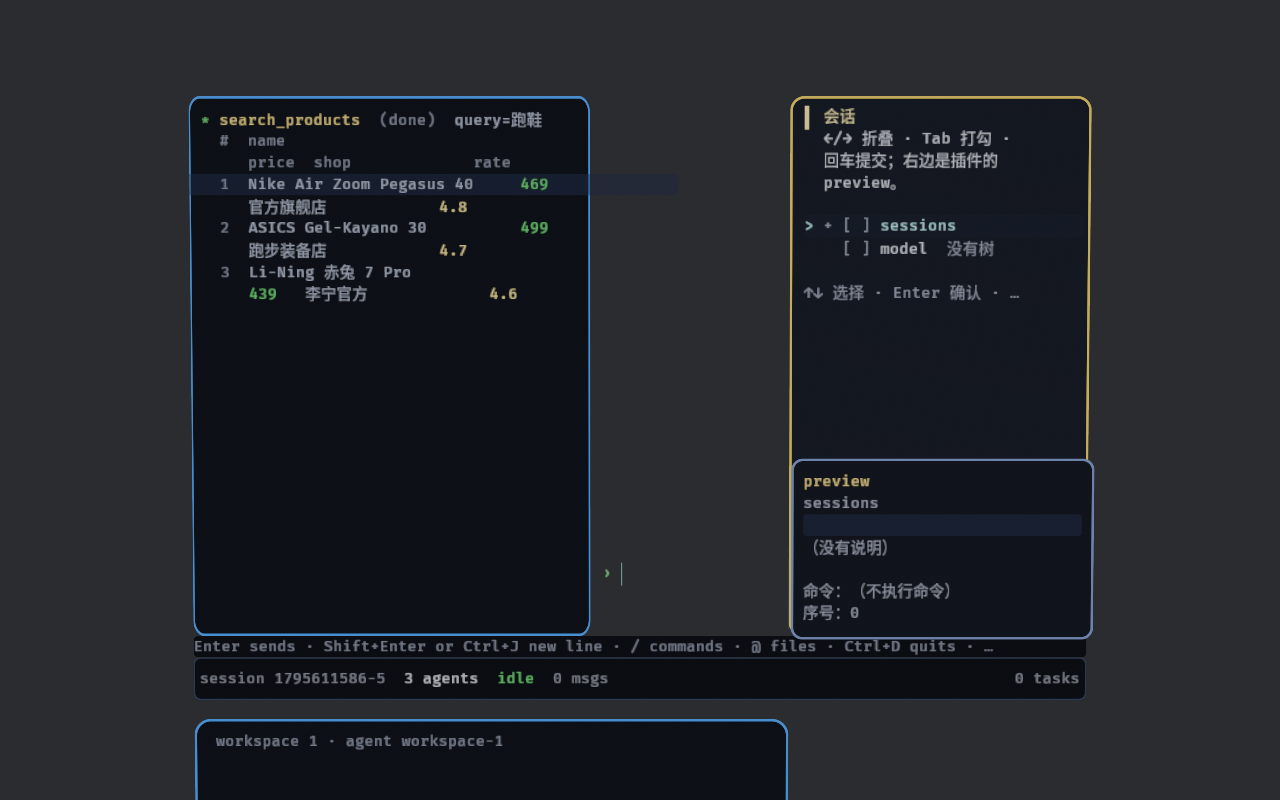 * search_products (done) query=跑鞋
# name
price shop rate
1 Nike Air Zoom Pegasus 40 469
官方旗舰店 4.8
2 ASICS Gel-Kayano 30 499
跑步装备店 4.7
3 Li-Ning 赤兔 7 Pro
439 李宁官方 4.6
›
会话
←/→ 折叠 · Tab 打勾 ·
回车提交; 右边是插件的
preview。
> + [ ] sessions
[ ] model 没有树
↑↓ 选择 · Enter 确认 · …
preview
sessions
（没有说明）
命令: （不执行命令）
序号: 0
Enter sends · Shift+Enter or Ctrl+J new line · / commands · @ files · Ctrl+D quits · …
session 1795611586-5 3 agents idle 0 msgs 0 tasks
workspace 1 · agent workspace-1